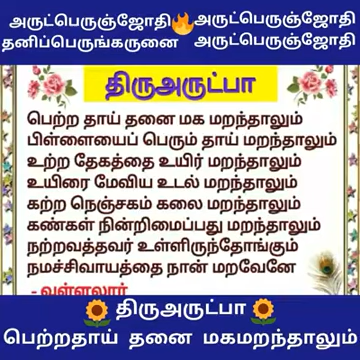 அருட்பெருஞ்ஜோதி🔥அருட்பெருஞ்ஜோதி
தனிப்பெருங்கருணை அருட்பெருஞ்ஜோதி
திருஅருட்பா
பெற்ற தாய் தனை மக மறந்தாலும்
பிள்ளையைப் பெரும் தாய் மறந்தாலும்
உற்ற தேகத்தை உயிர் மறந்தாலும்
உயிரை மேவிய உடல் மறந்தாலும்
கற்ற நெஞ்சகம் கலை மறந்தாலும்
கண்கள் நின்றிமைப்பது மறந்தாலும்
நற்றவத்தவர் உள்ளிருந்தோங்கும்
நமச்சிவாயத்தை நான் மறவேனே
- வள்ளலார்
🌻 திருஅருட்பா 🌻
பெற்றதாய் தனை மகமறந்தாலும்